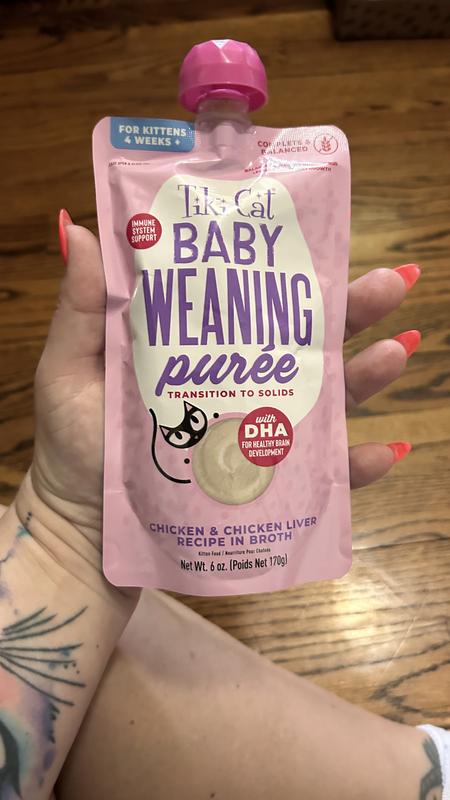 FOR KITTENS
4 WEEKS +
COMPLETE &
BALANCED
Tiki Cat
IMMUNE
SYSTEM
SUPPORT
BABY
WEANING
purée
TRANSITION TO SOLIDS
with
DHA
FOR HEALTHY BRAIN
DEVELOPMENT
CHICKEN & CHICKEN LIVER
RECIPE IN BROTH
Kitten Food / Nourriture Pour Chatons
Net Wt. 6 oz. (Poids Net 170g)